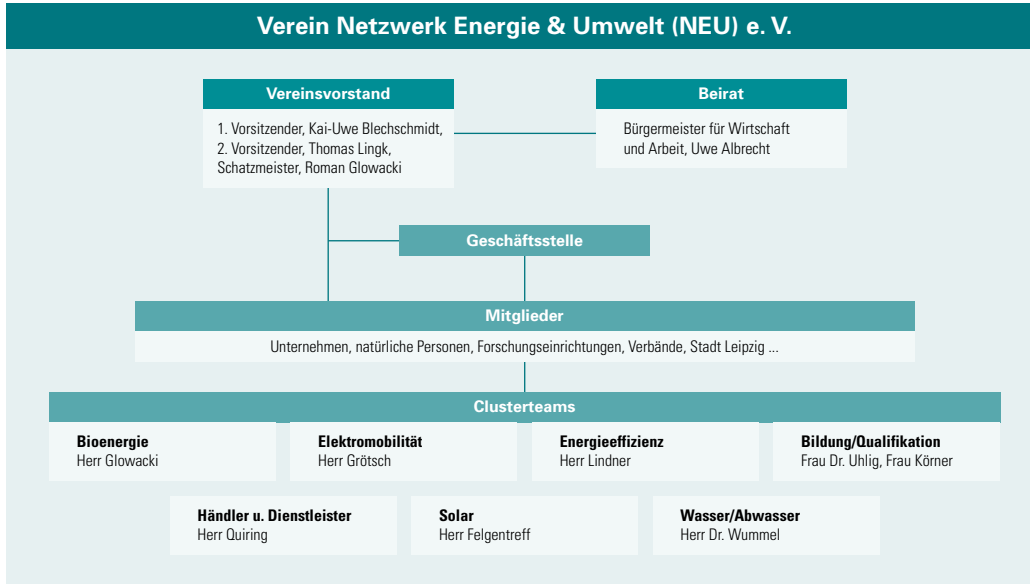 Verein Netzwerk Energie & Umwelt (NEU) e. V.
Vereinsvorstand
1. Vorsitzender, Kai-Uwe Blechschmidt,
2. Vorsitzender, Thomas Lingk,
Schatzmeister, Roman Glowacki
Beirat
Bürgermeister für Wirtschaft
und Arbeit, Uwe Albrecht
Geschäftsstelle
Mitglieder
Unternehmen, natürliche Personen, Forschungseinrichtungen, Verbände, Stadt Leipzig ...
Clusterteams
Bioenergie
Herr Glowacki
Elektromobilität
Herr Grötsch
Energieeffizienz
Herr Lindner
Bildung/Qualifikation
Frau Dr. Uhlig, Frau Körner
Händler u. Dienstleister
Herr Quiring
Solar
Herr Felgentreff
Wasser/Abwasser
Herr Dr. Wummel